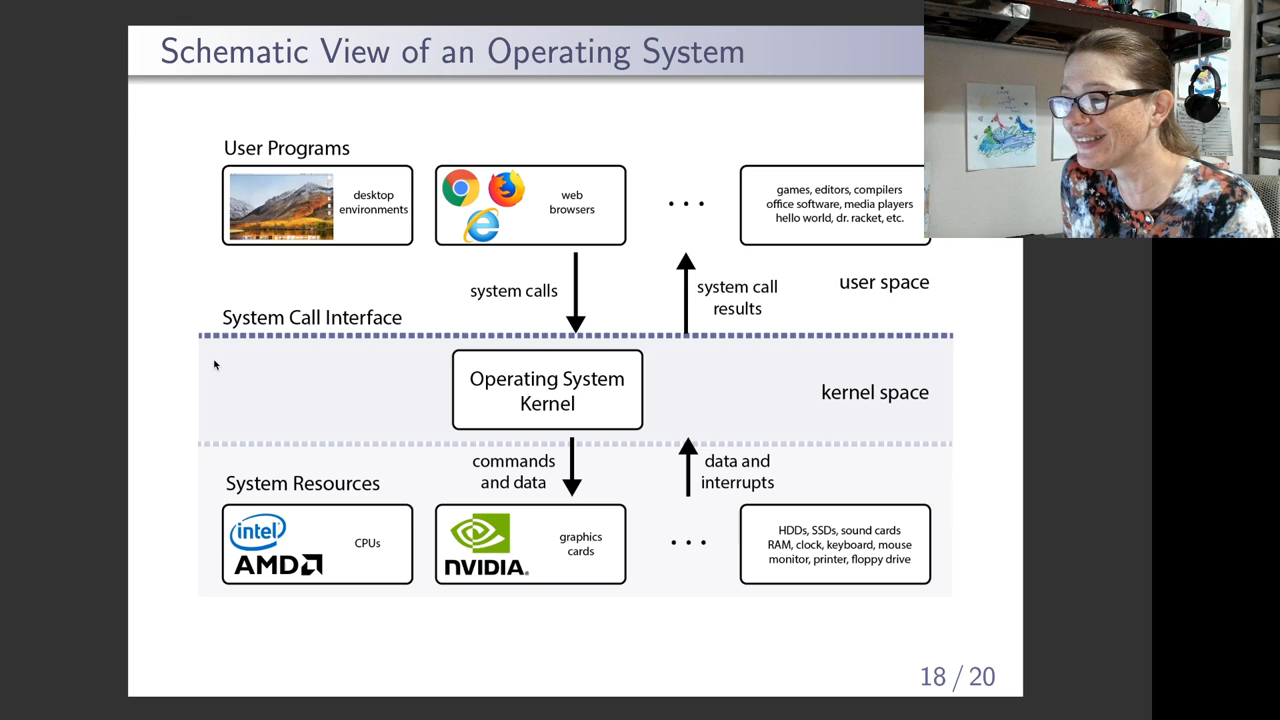 Schematic View of an Operating System
User Programs
desktop
environments
web
browsers
...
games, editors, compilers
office software, media players
hello world, dr. racket, etc.
system calls
system call
results
user space
System Call Interface
Operating System
Kernel
kernel space
commands
and data
data and
interrupts
System Resources
intel
AMD
CPUs
NVIDIA.
graphics
cards
...
HDDs, SSDs, sound cards
RAM, clock, keyboard, mouse
monitor, printer, floppy drive
18 / 20